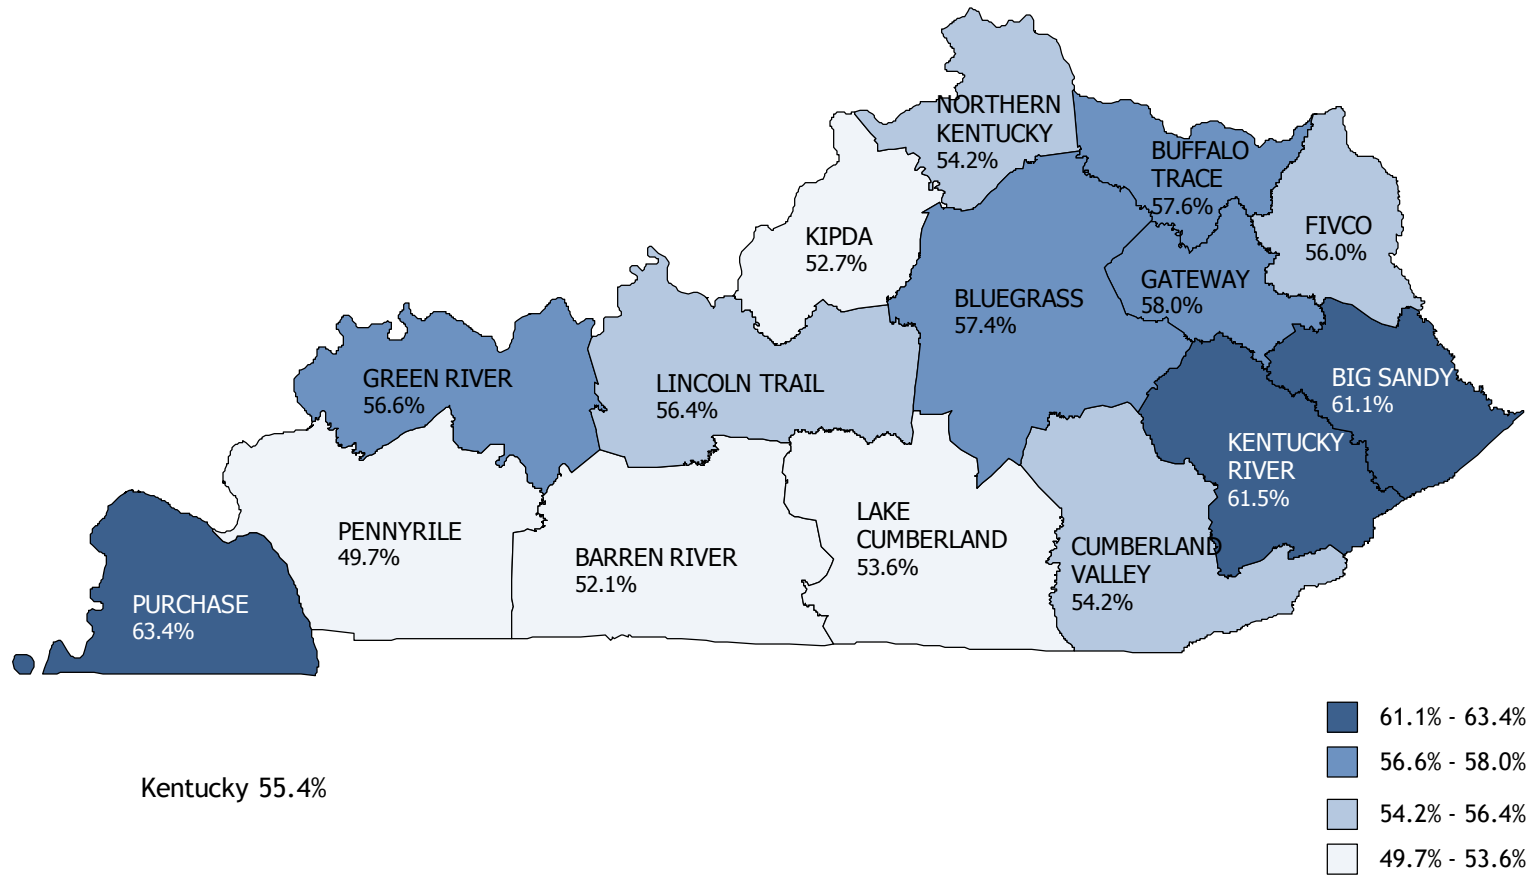 NORTHERN
KENTUCKY
54.2%
BUFFALO
TRACE
57.6%
FIVCO
56.0%
KIPDA
52.7%
GATEWAY
58.0%
BLUEGRASS
57.4%
GREEN RIVER
56.6%
LINCOLN TRAIL
56.4%
BIG SANDY
61.1%
KENTUCKY
RIVER
61.5%
PENNYRILE
49.7%
BARREN RIVER
52.1%
LAKE
CUMBERLAND
53.6%
CUMBERLAND
VALLEY
54.2%
PURCHASE
63.4%
Kentucky 55.4%
61.1% - 63.4%
56.6% - 58.0%
54.2% - 56.4%
49.7% - 53.6%